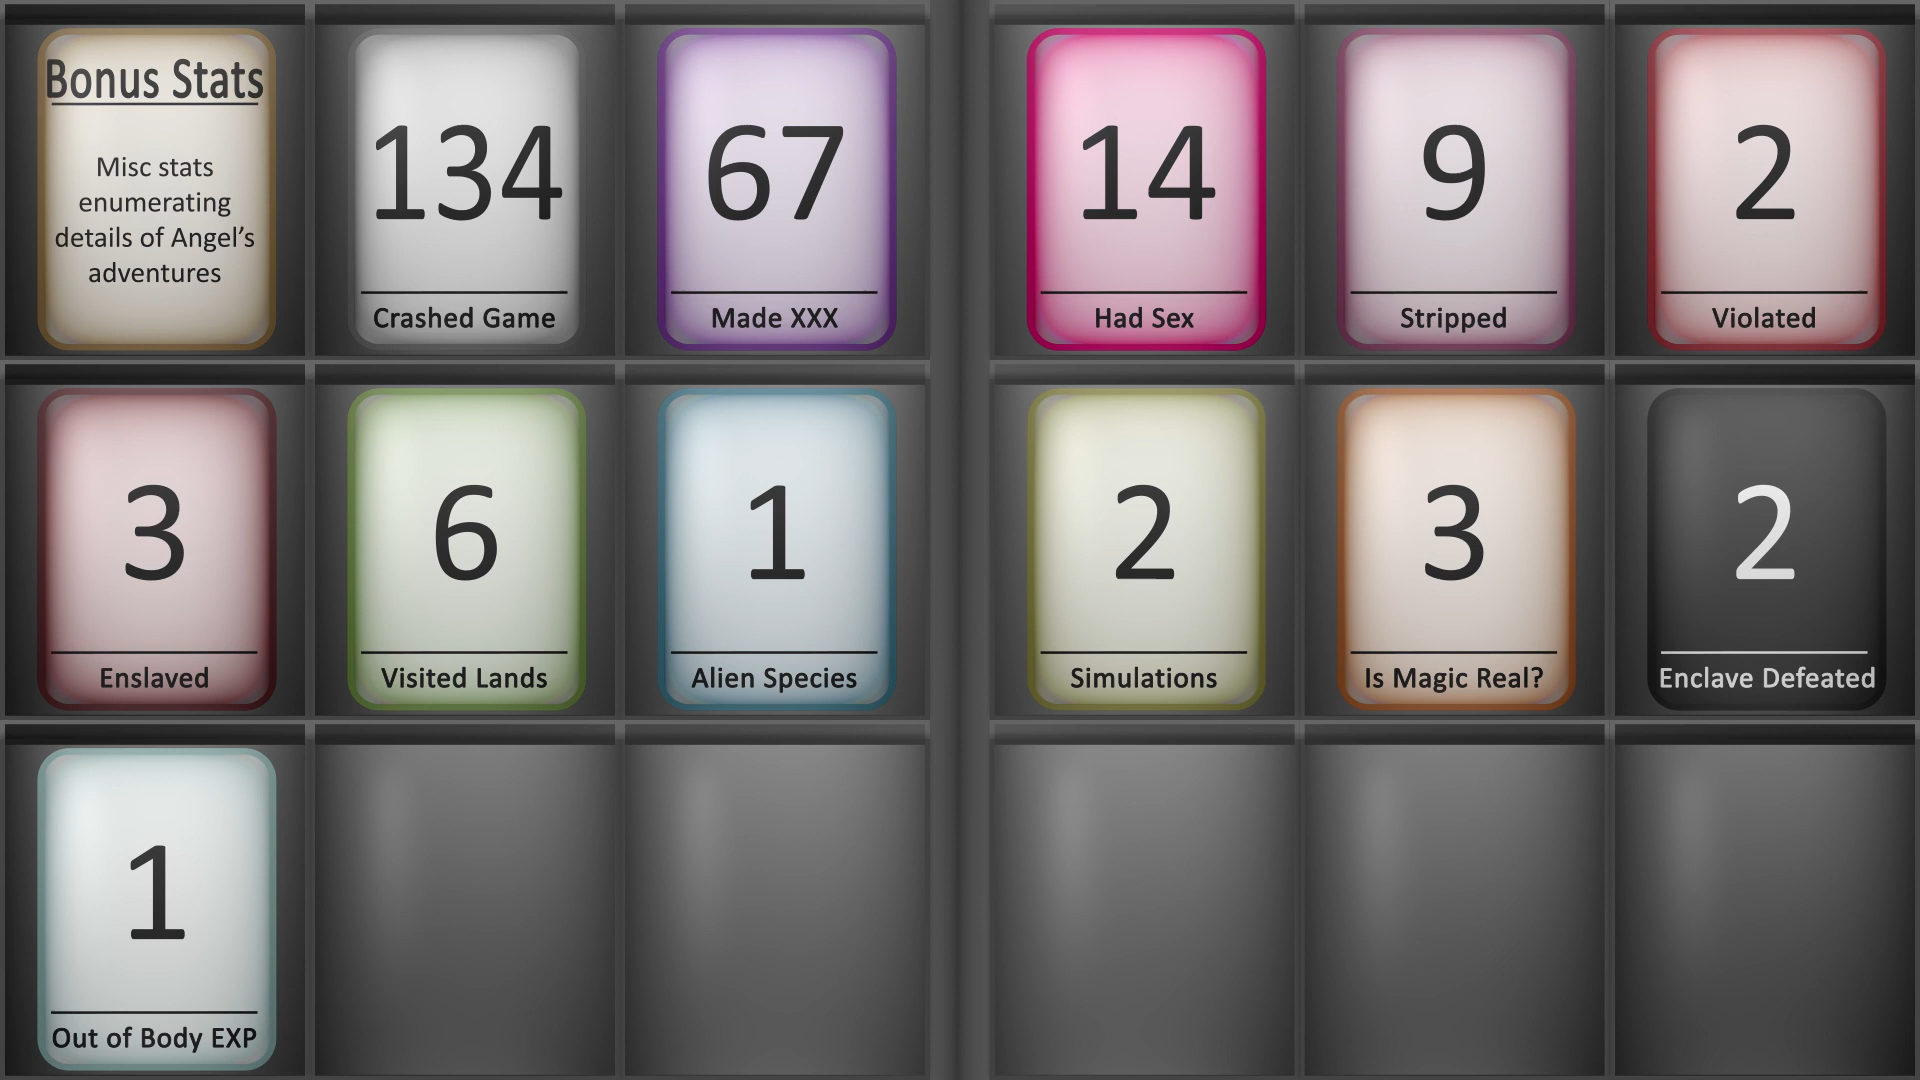 Bonus Stats
Misc stats
enumerating
details of Angel’s
adventures
134
Crashed Game
67
Made XXX
14
Had Sex
9
Stripped
2
Violated
3
Enslaved
6
Visited Lands
1
Alien Species
2
Simulations
3
Is Magic Real?
2
Enclave Defeated
1
Out of Body EXP